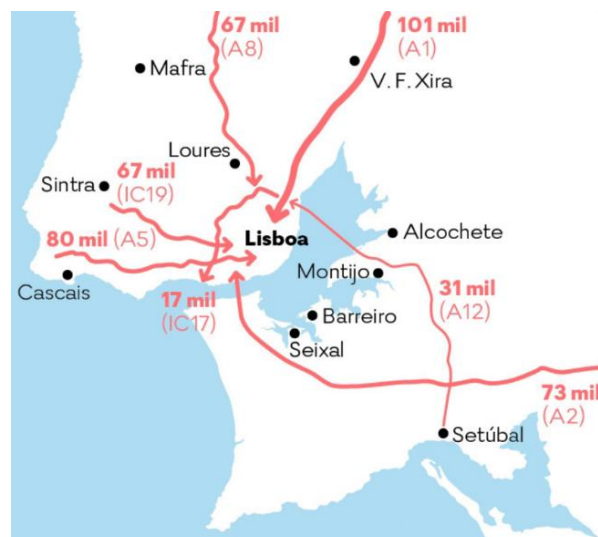 67 mil
(A8)
101 mil
(A1)
Mafra
V. F. Xira
Loures
67 mil
(IC19)
Sintra
80 mil (A5)
Lisboa
Alcochete
Cascais
17 mil
(IC17)
Montijo
31 mil
(A12)
Barreiro
Seixal
73 mil
(A2)
Setúbal